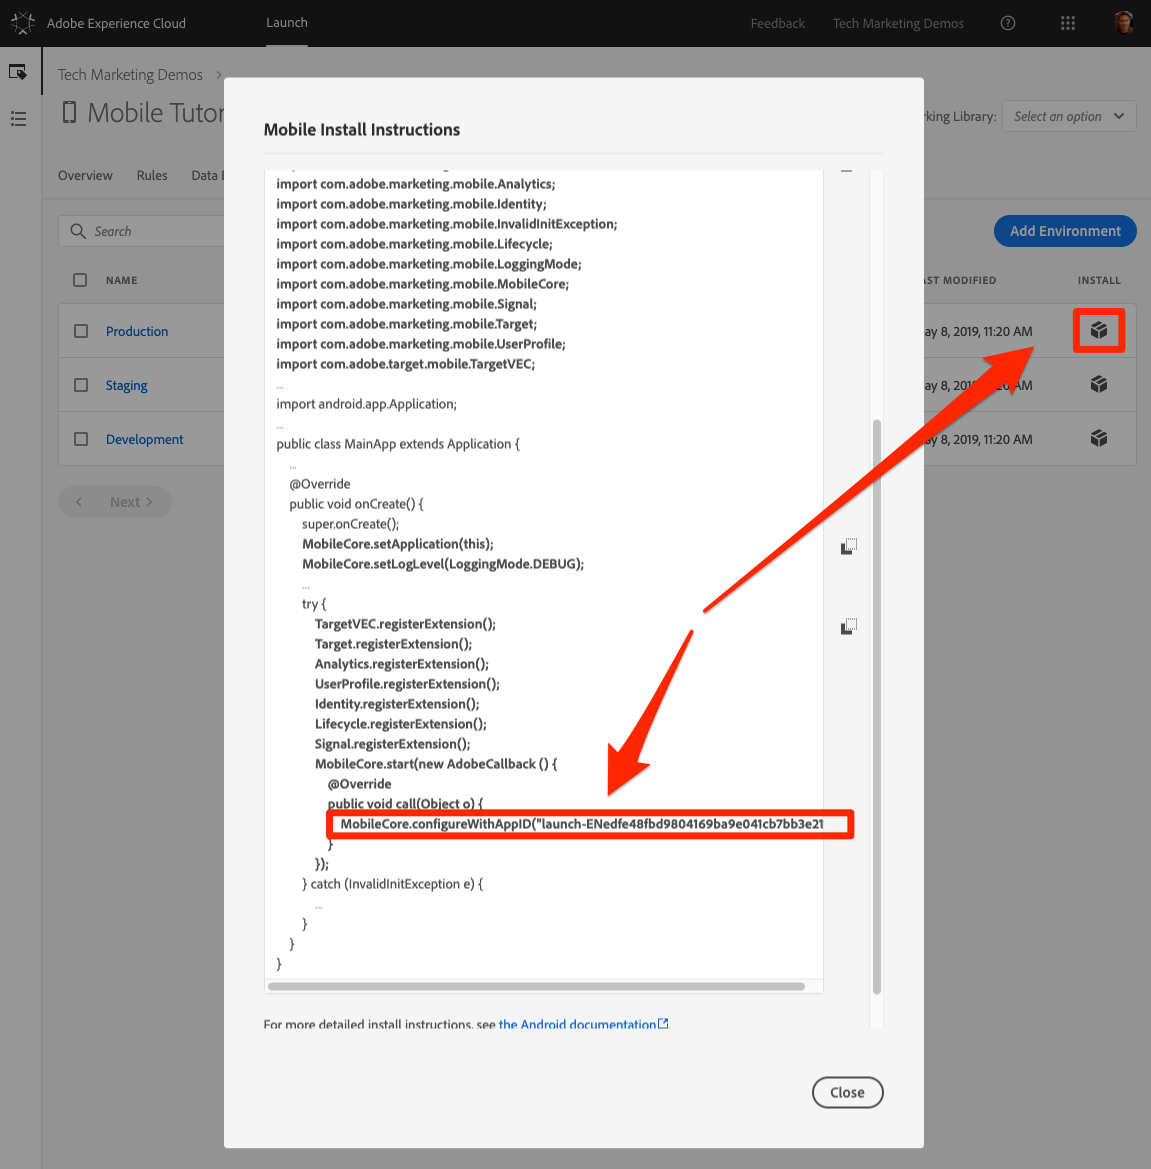 Adobe Experience Cloud
Launch
Feedback
Tech Marketing Demos
Tech Marketing Demos
Mobile Tutor
rking Library:
Select an option
Overview
Rules
Data
Search
Add Environment
NAME
AST MODIFIED
INSTALL
Production
ay 8, 2019, 11:20 AM
Staging
ay 8, 20 AM
Development
ay 8, 2019, 11:20 AM
Next
Mobile Install Instructions
import com.adobe.marketing.mobile.Analytics;
import com.adobe.marketing.mobile.Identity;
import com.adobe.marketing.mobile.InvalidInitException;
import com.adobe.marketing.mobile.Lifecycle;
import com.adobe.marketing.mobile.LoggingMode;
import com.adobe.marketing.mobile.MobileCore;
import com.adobe.marketing.mobile.Signal;
import com.adobe.marketing.mobile.Target;
import com.adobe.marketing.mobile.UserProfile;
import com.adobe.target.mobile.TargetVEC;
...
import android.app.Application;
...
public class MainApp extends Application {
...
@Override
public void onCreate() {
super.onCreate();
MobileCore.setApplication(this);
MobileCore.setLogLevel(LoggingMode.DEBUG);
...
try {
TargetVEC.registerExtension();
Target.registerExtension();
Analytics.registerExtension();
UserProfile.registerExtension();
Identity.registerExtension();
Lifecycle.registerExtension();
Signal.registerExtension();
MobileCore.start(new AdobeCallback () {
@Override
public void call(Object o) {
MobileCore.configureWithAppID("launch-ENedfe48fbd9804169ba9e041cb7bb3e21
}
});
} catch (InvalidInitException e) {
...
}
}
}
For more detailed install instructions, see the Android documentation.
Close